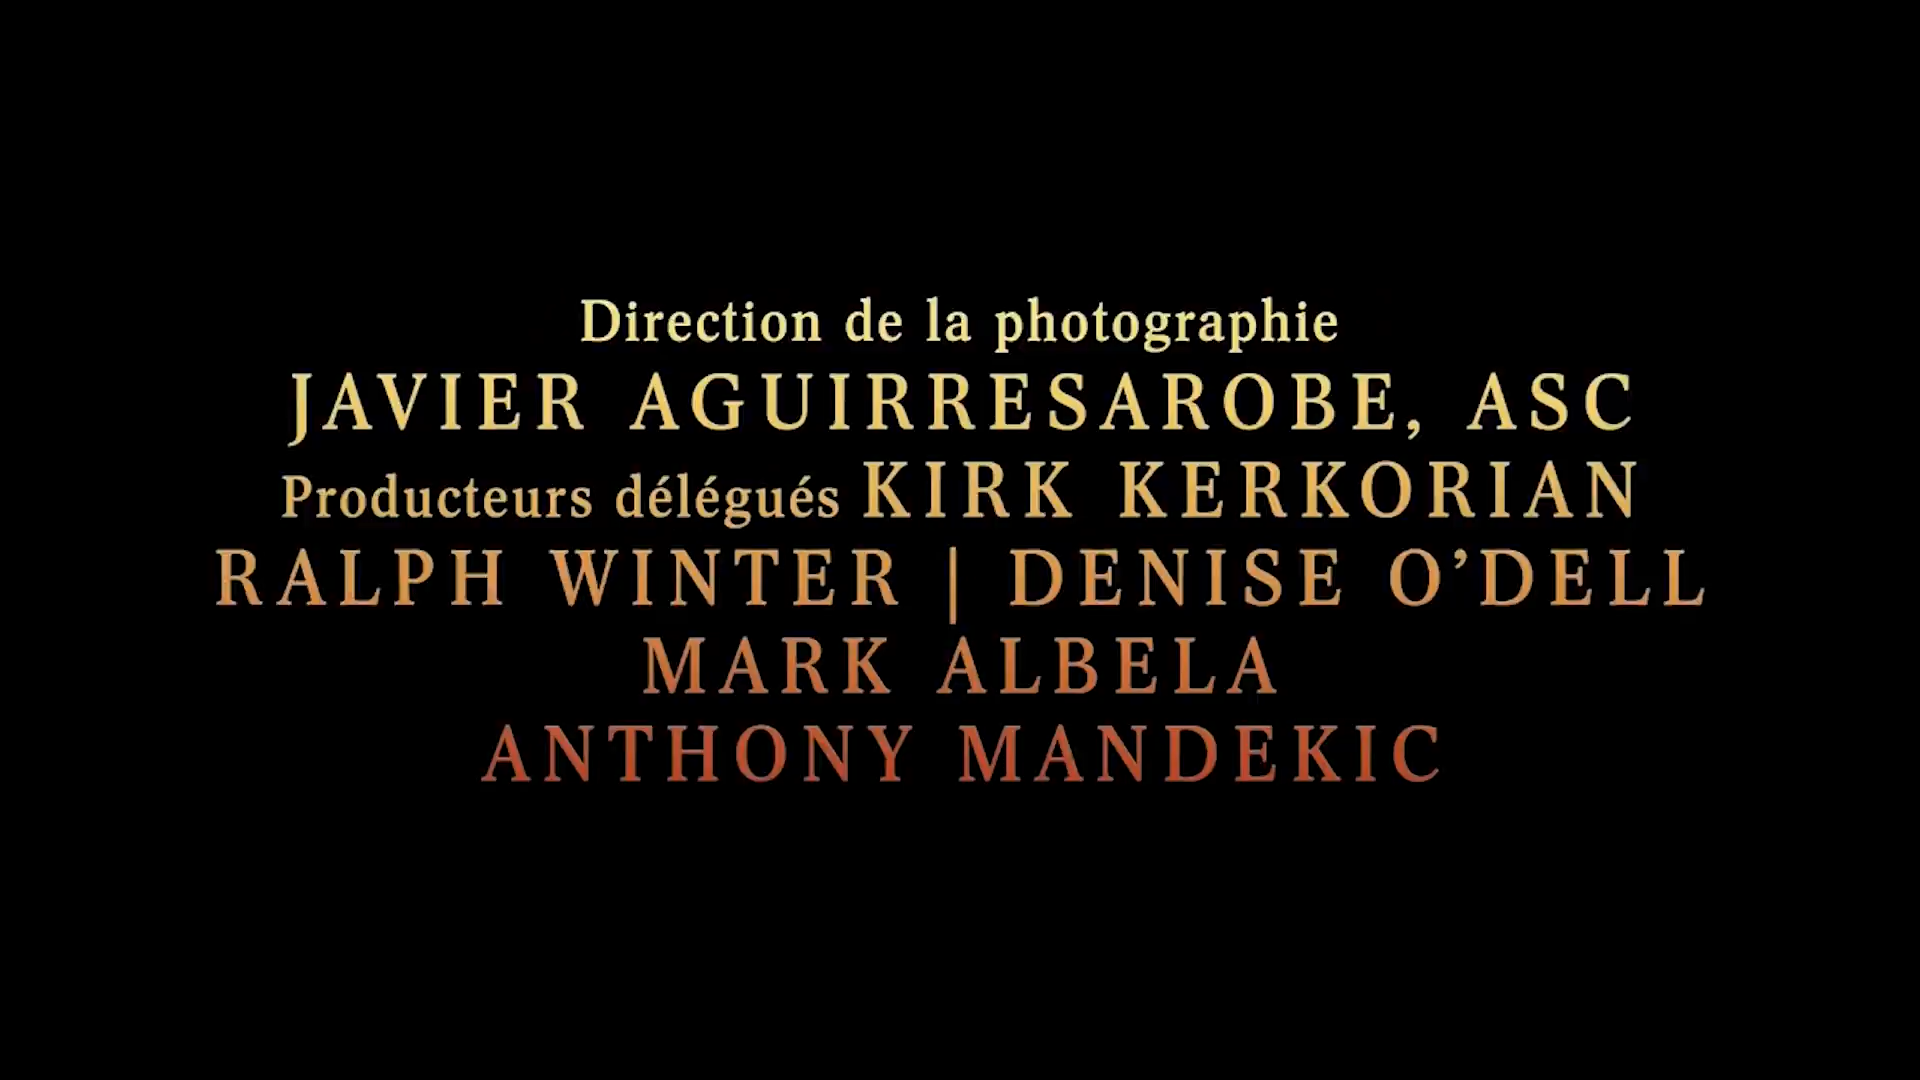 Direction de la photographie
JAVIER AGUIRRESAROBE, ASC
Producteurs délégués KIRK KERKORIAN
RALPH WINTER | DENISE O’DELL
MARK ALBELA
ANTHONY MANDEKIC